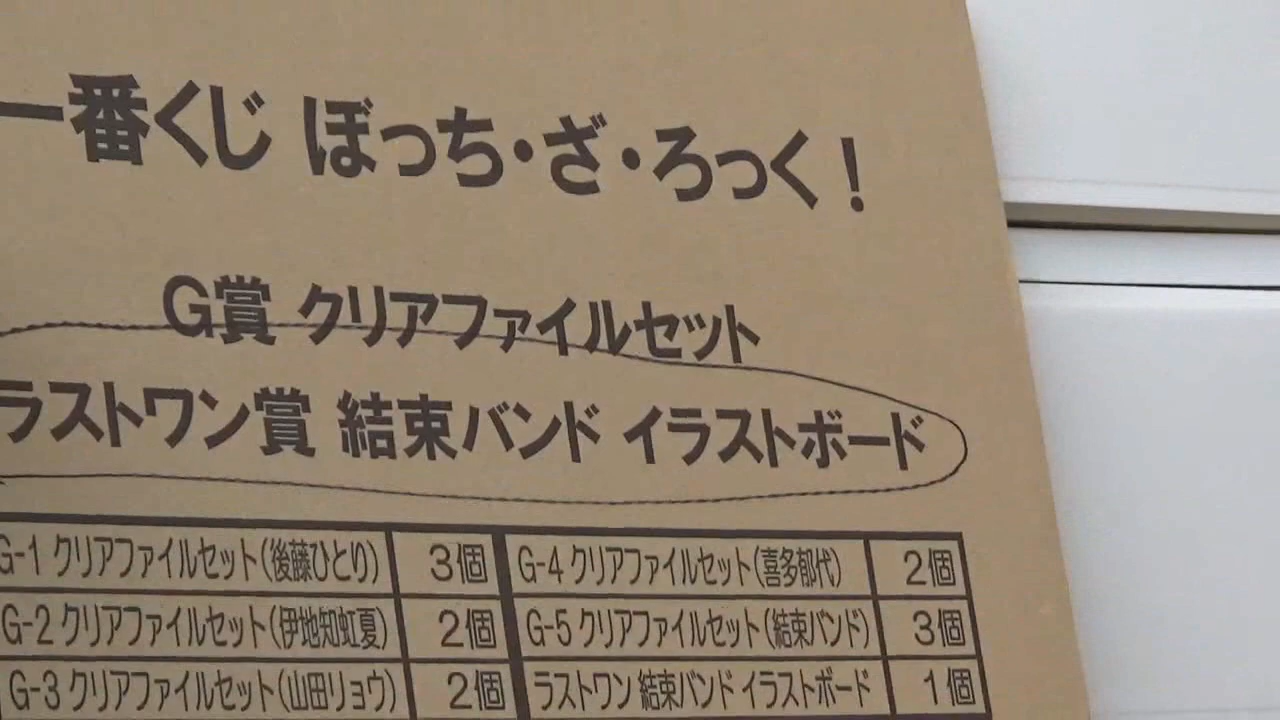 一番くじ ぼっち・ざ・ろっく!
G賞 クリアファイルセット
ラストワン賞 結束バンド イラストボード
G-1 クリアファイルセット(後藤ひとり) 3個 G-4 クリアファイルセット(喜多郁代) 2個
G-2 クリアファイルセット(伊地知虹夏) 2個 G-5 クリアファイルセット(結束バンド) 3個
G-3 クリアファイルセット(山田リョウ) 2個 ラストワン 結束バンド イラストボード 1個